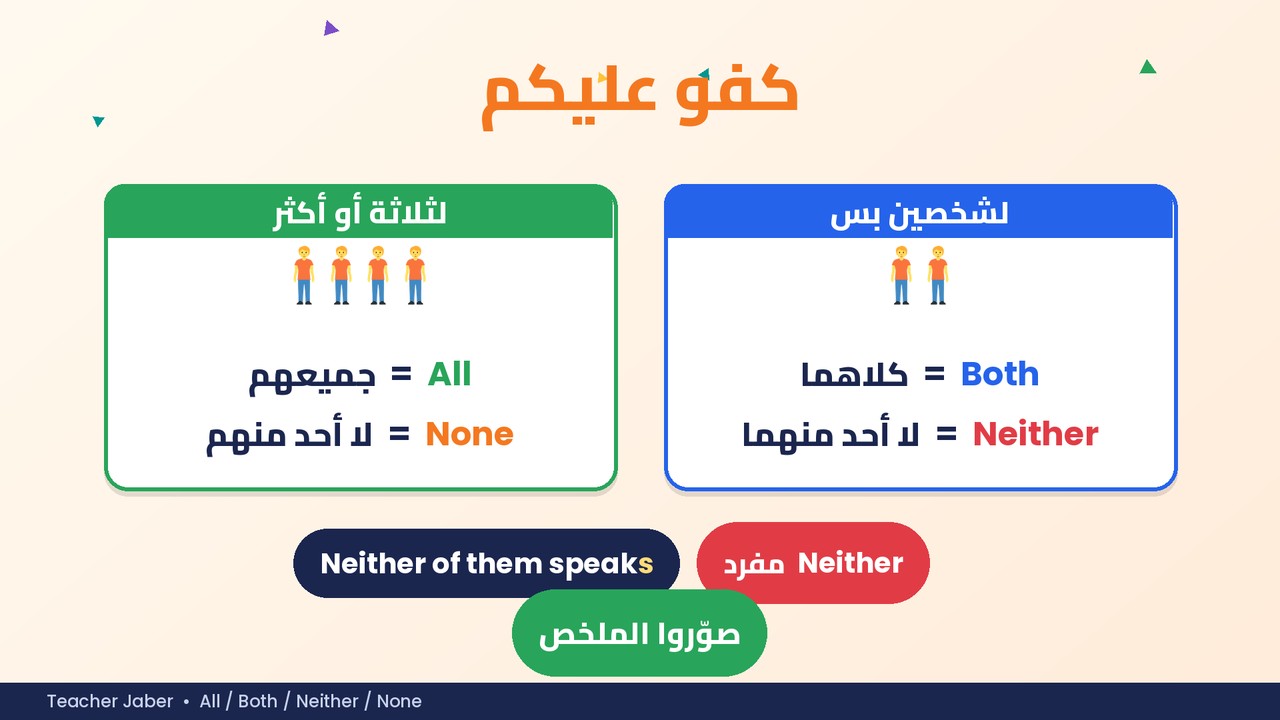 كفو عليكم
لشخصين بس
Both = كلاهما
Neither = لا أحد منهما
لثلاثة أو أكثر
All = جميعهم
None = لا أحد منهم
Neither مفرد
Neither of them speaks
صوّروا الملخص
Teacher Jaber • All / Both / Neither / None